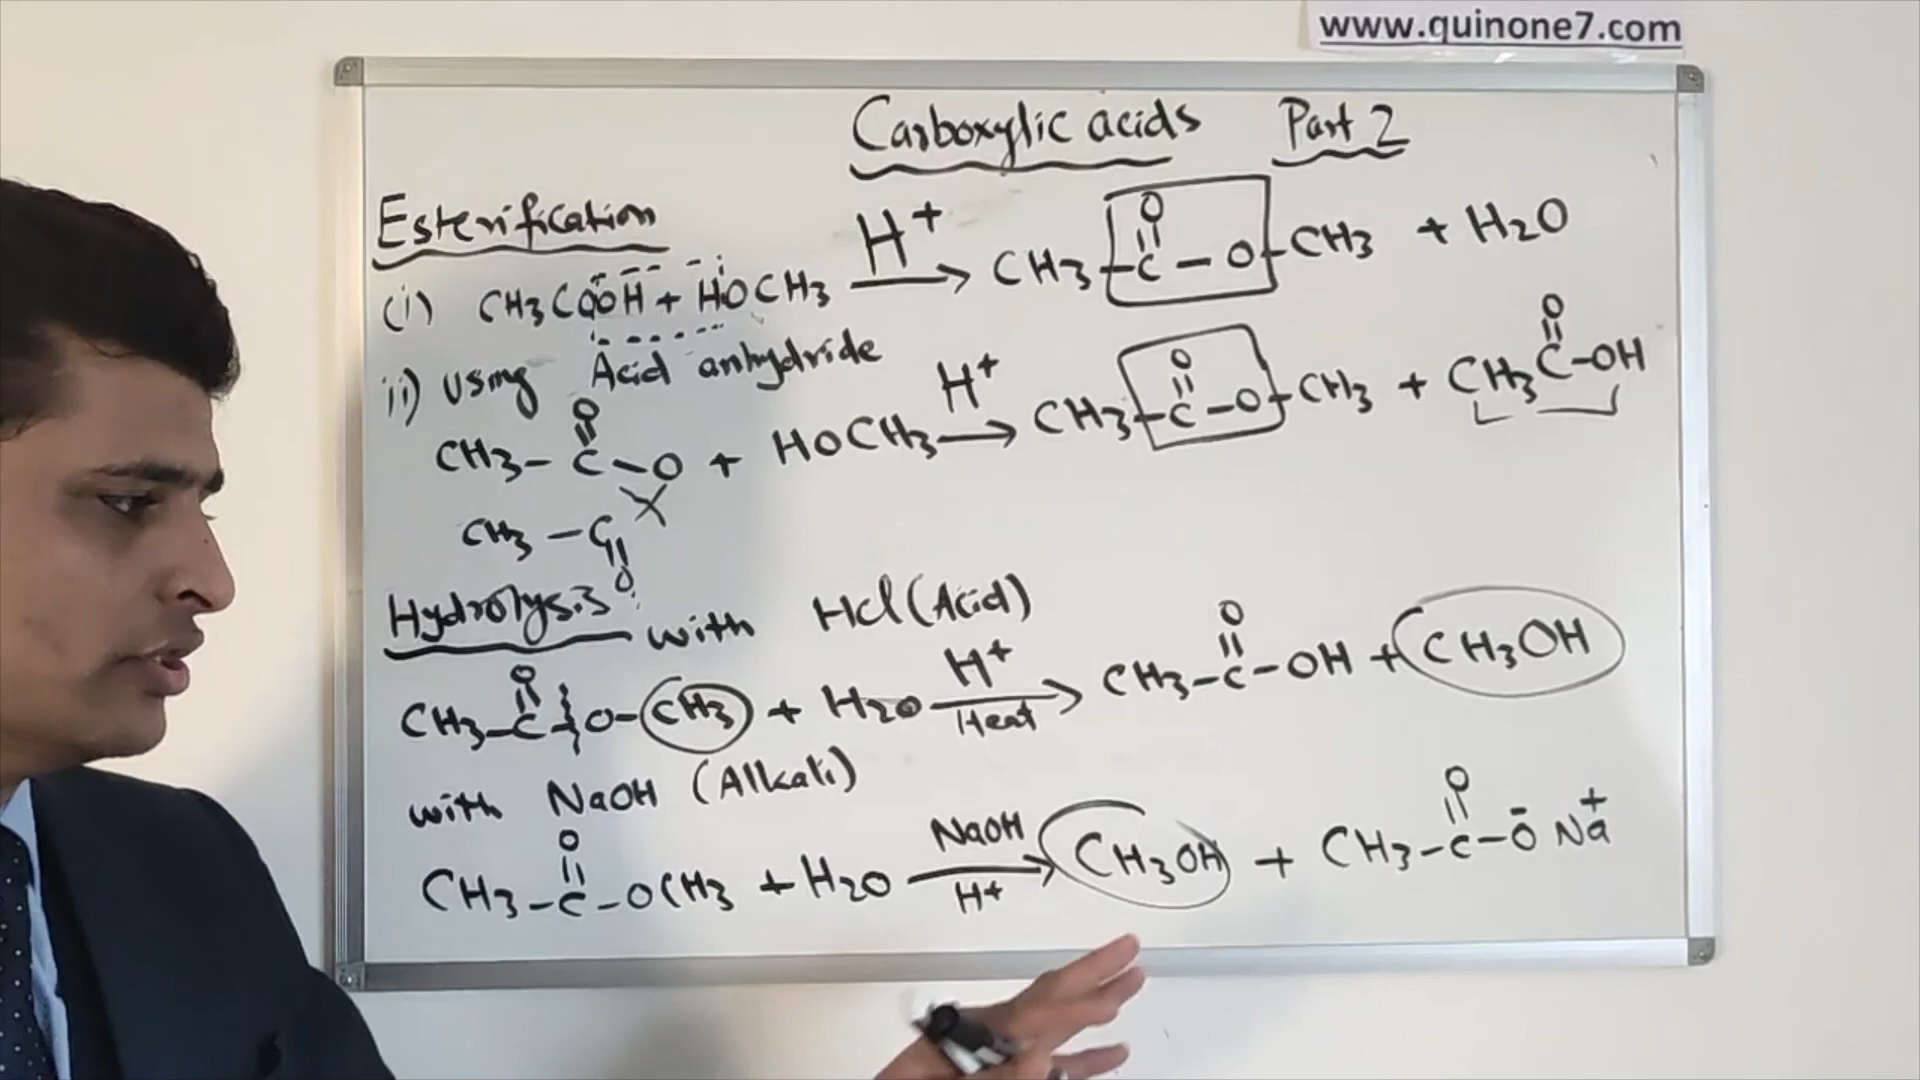 www.quinone7.com
Carboxylic acids Part 2
Esterification
(i) CH3COOH + HOCH3 H+ → CH3-C(=O)-O-CH3 + H2O
ii) Using Acid anhydride
CH3-C(=O)-O + HOCH3 H+ → CH3-C(=O)-O-CH3 + CH3C(=O)-OH
CH3-C=O
Hydrolysis with HCl (Acid)
CH3-C(=O)-O-CH3 + H2O H+ → Heat CH3-C(=O)-OH + CH3OH
with NaOH (Alkali)
CH3-C(=O)-OCH3 + H2O NaOH → H+ CH3OH + CH3-C(=O)-O- Na+